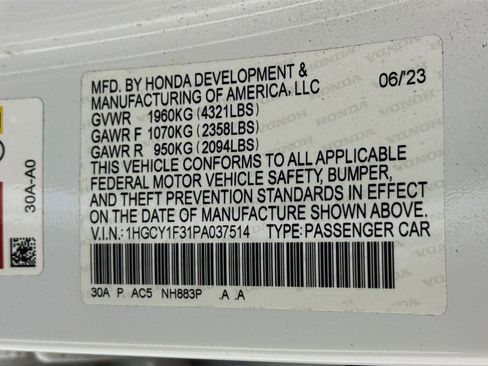 MFD. BY HONDA DEVELOPMENT &
MANUFACTURING OF AMERICA, LLC 06/'23
GVWR 1960KG (4321LBS)
GAWR F 1070KG (2358LBS)
GAWR R 950KG (2094LBS)
THIS VEHICLE CONFORMS TO ALL APPLICABLE
FEDERAL MOTOR VEHICLE SAFETY, BUMPER,
AND THEFT PREVENTION STANDARDS IN EFFECT
ON THE DATE OF MANUFACTURE SHOWN ABOVE.
V.I.N.: 1HGCY1F31PA037514 TYPE: PASSENGER CAR
30A P. AC5 NH883P .A .A
30A-A0
HONDA